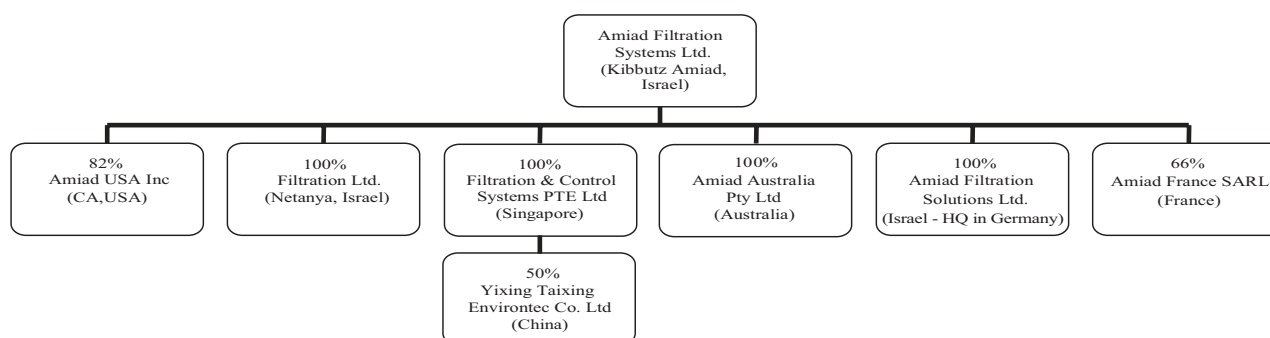 Amiad Filtration
Systems Ltd.
(Kibbutz Amiad,
Israel)
82%
Amiad USA Inc
(CA,USA)
100%
Filtration Ltd.
(Netanya, Israel)
100%
Filtration & Control
Systems PTE Ltd
(Singapore)
100%
Amiad Australia
Pty Ltd
(Australia)
100%
Amiad Filtration
Solutions Ltd.
(Israel - HQ in Germany)
66%
Amiad France SARL
(France)
50%
Yixing Taixing
Environtec Co. Ltd
(China)